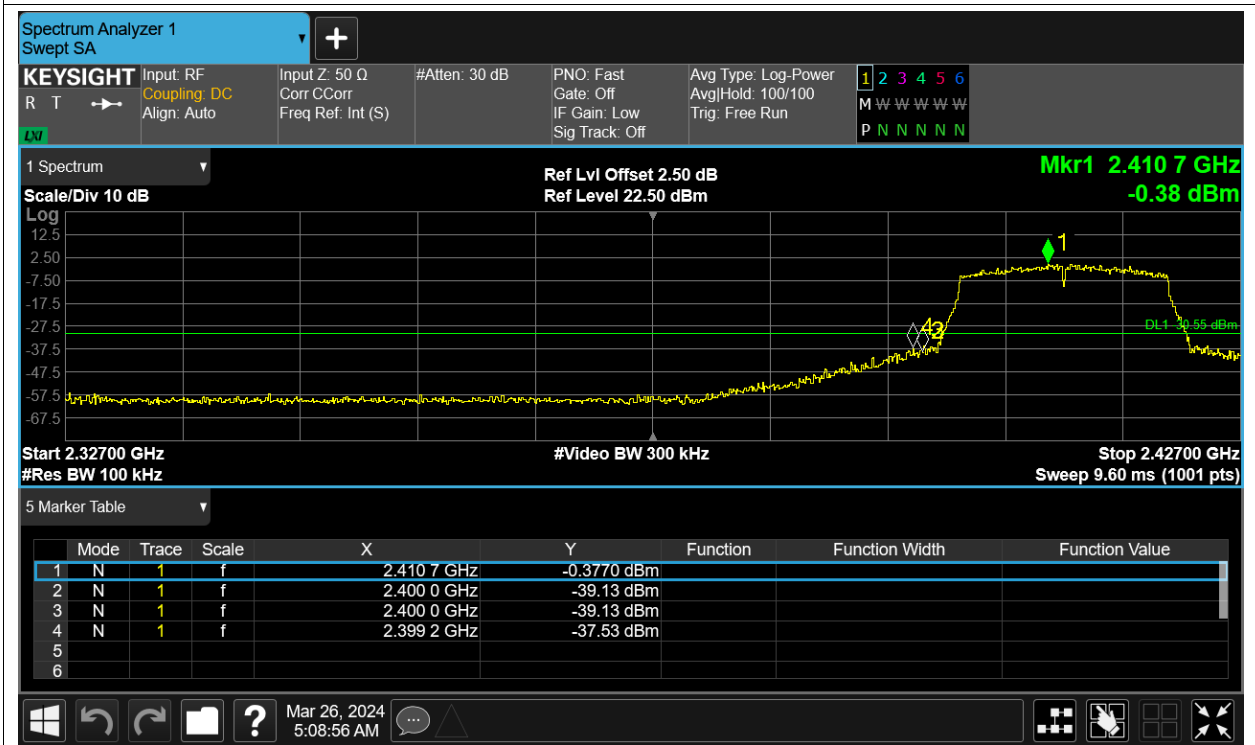 Spectrum Analyzer 1
Swept SA
+
KEYSIGHT Input: RF Input Z: 50 Ω #Atten: 30 dB PNO: Fast Avg Type: Log-Power 1 2 3 4 5 6
R T Coupling: DC Corr CCorr Gate: Off Avg|Hold: 100/100 M W W W W W W
Align: Auto Freq Ref: Int (S) IF Gain: Low Trig: Free Run
LXI Sig Track: Off P N N N N N N
1 Spectrum Ref Lvl Offset 2.50 dB Mkr1 2.410 7 GHz
Scale/Div 10 dB Ref Level 22.50 dBm -0.38 dBm
Log
12.5
2.50
-7.50
-17.5
-27.5
-37.5
-47.5
-57.5
-67.5
1
4
DL1 -30.55 dBm
Start 2.32700 GHz #Video BW 300 kHz Stop 2.42700 GHz
#Res BW 100 kHz Sweep 9.60 ms (1001 pts)
5 Marker Table
Mode Trace Scale X Y Function Function Width Function Value
1 N 1 f 2.410 7 GHz -0.3770 dBm
2 N 1 f 2.400 0 GHz -39.13 dBm
3 N 1 f 2.400 0 GHz -39.13 dBm
4 N 1 f 2.399 2 GHz -37.53 dBm
5
6
? Mar 26, 2024
5:08:56 AM